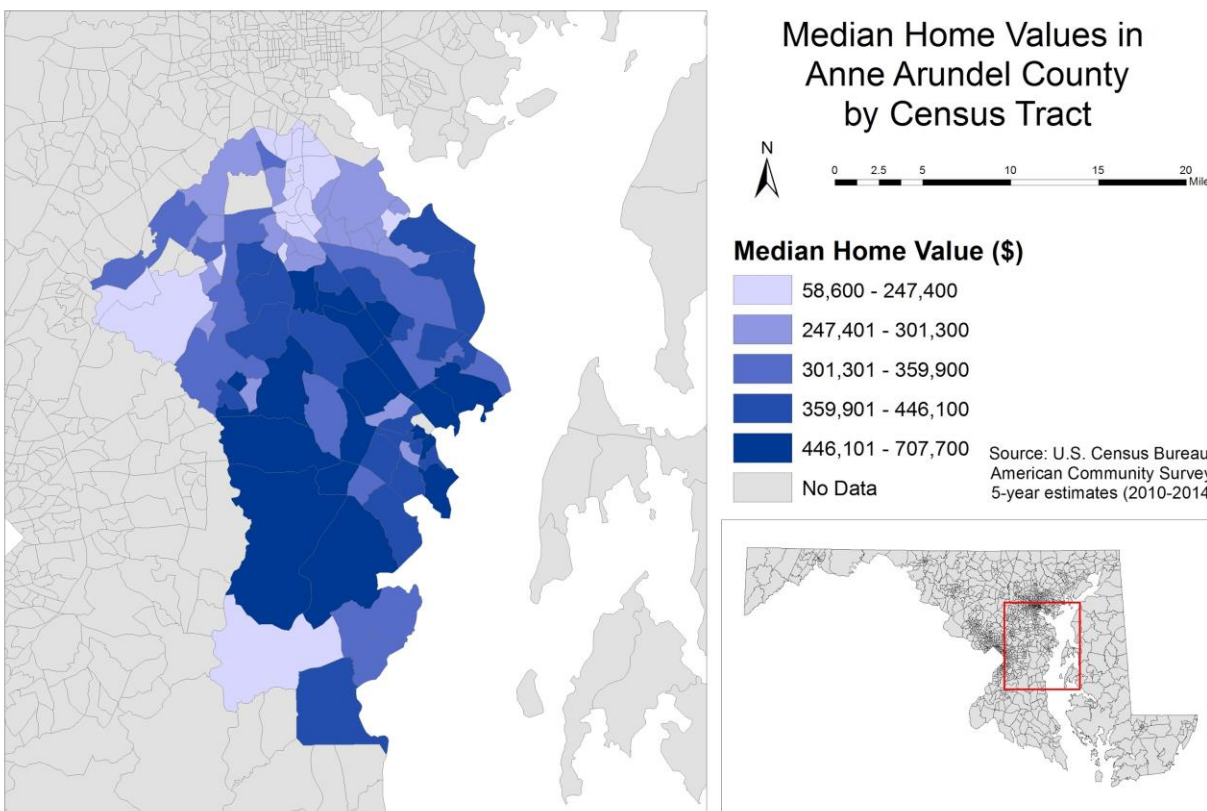 Median Home Values in
Anne Arundel County
by Census Tract
N
0 2.5 5 10 15 20
Mile
Median Home Value ($)
58,600 - 247,400
247,401 - 301,300
301,301 - 359,900
359,901 - 446,100
446,101 - 707,700
No Data
Source: U.S. Census Bureau
American Community Survey
5-year estimates (2010-2014